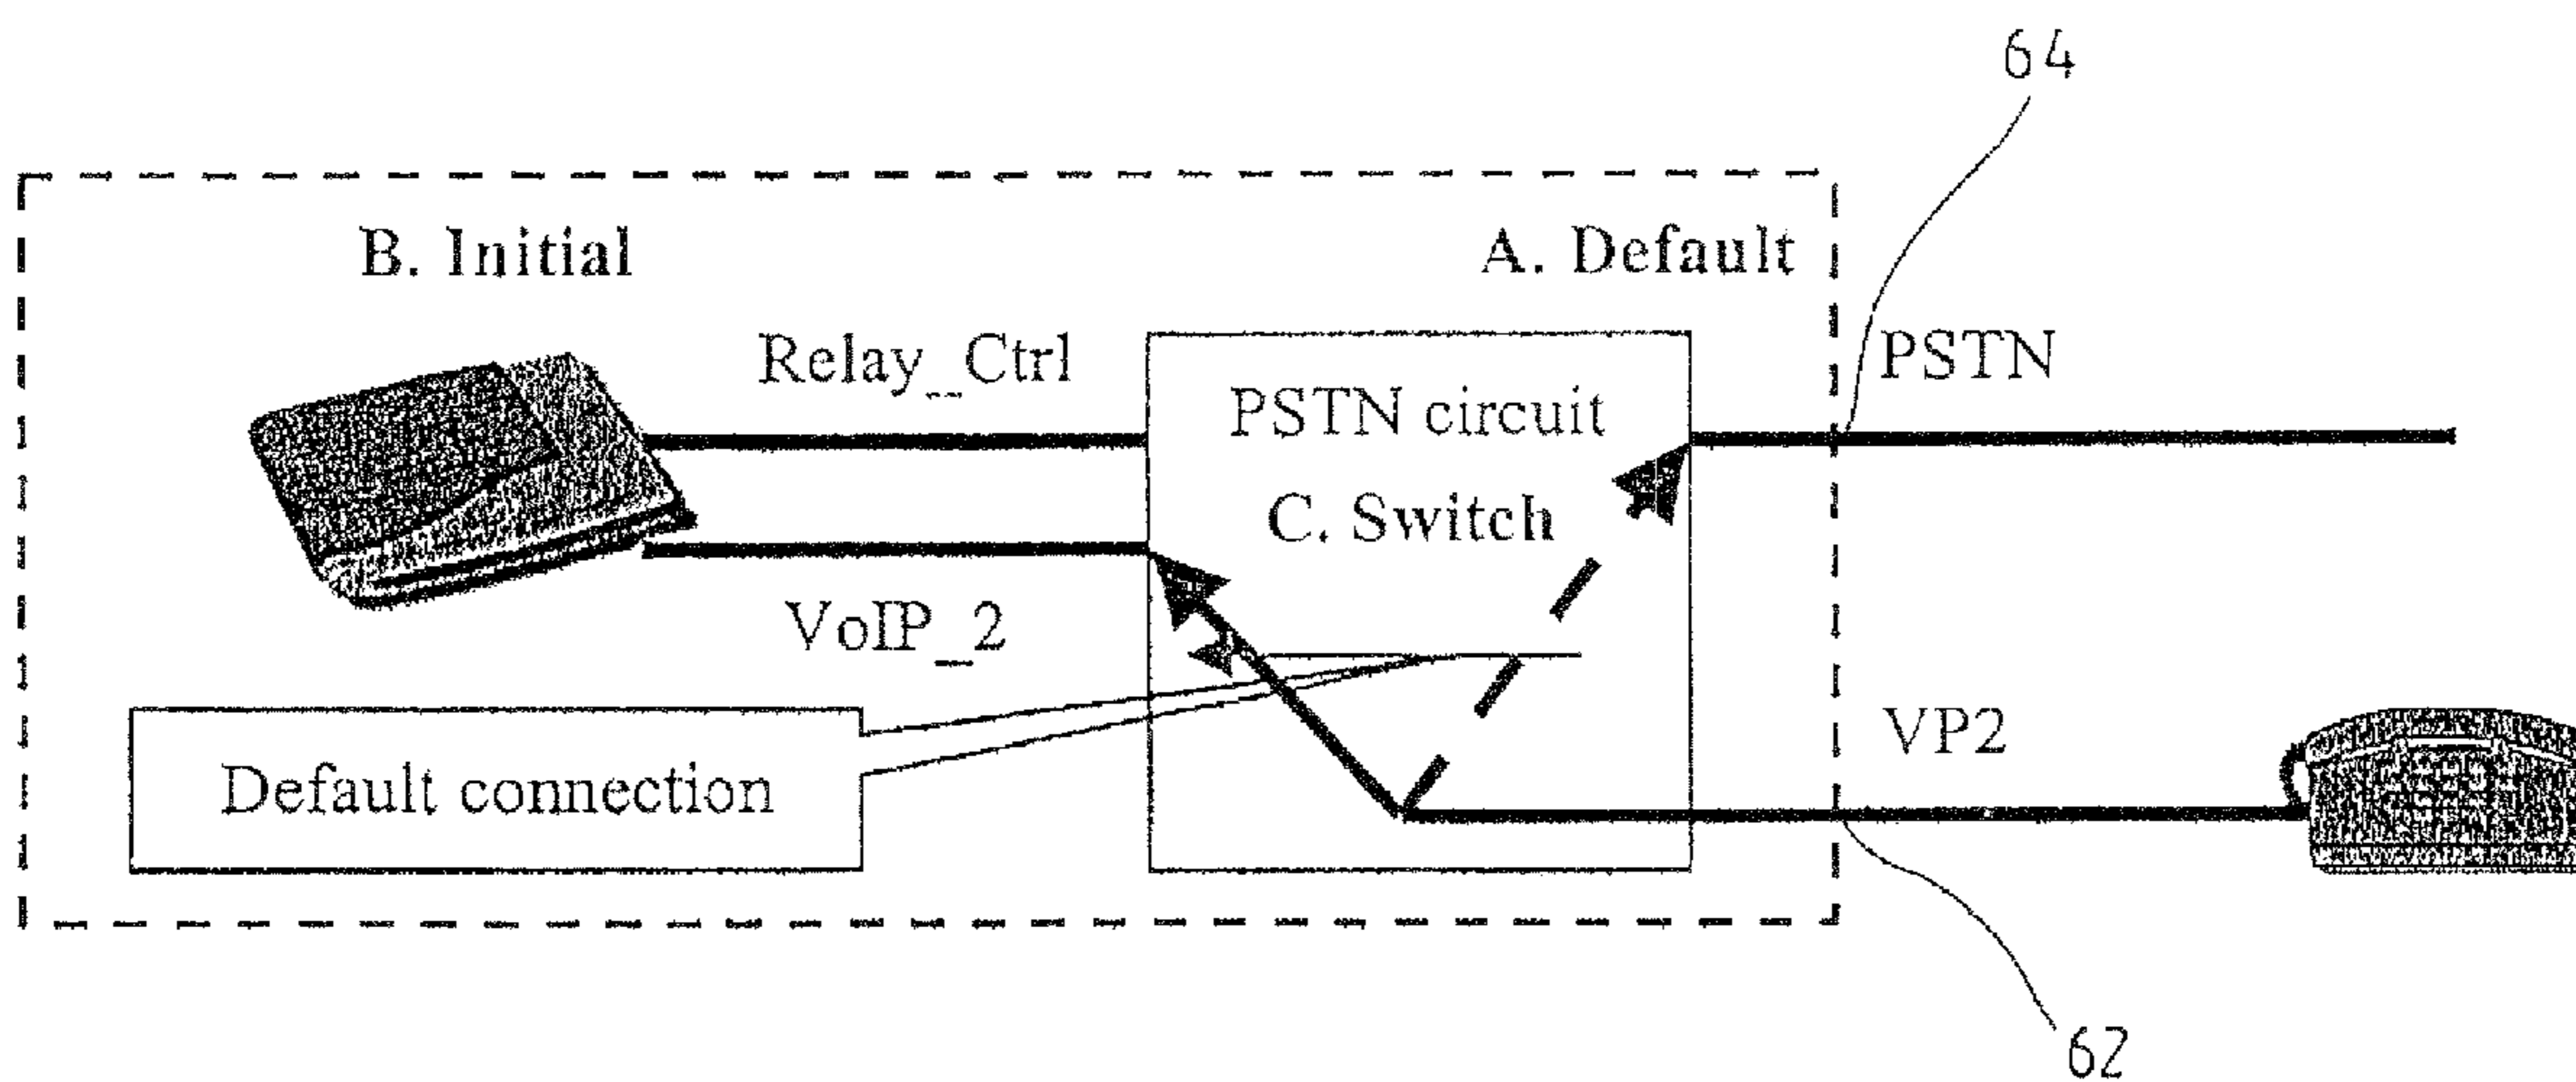 64
B. Initial
A. Default
Relay_Ctrl
PSTN
PSTN circuit
C. Switch
VoIP_2
VP2
Default connection
62